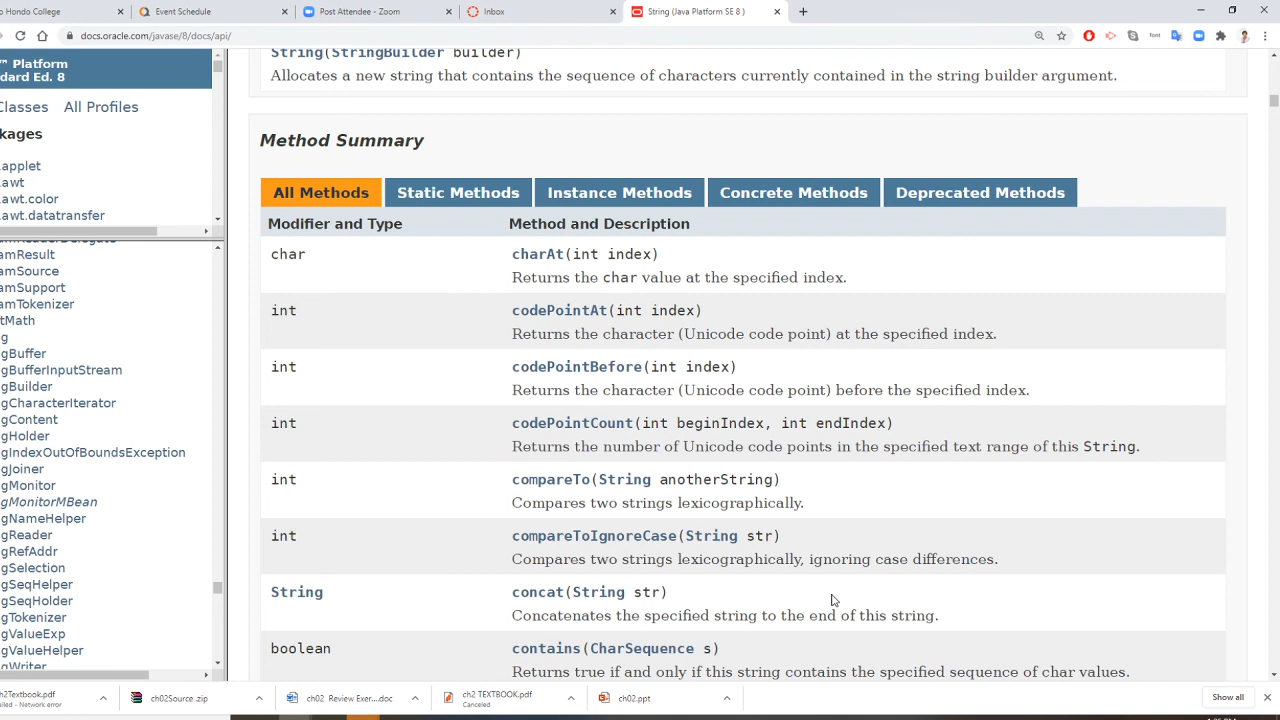 o Hondo College
Event Schedule
Post Attendee - Zoom
Inbox
String (Java Platform SE 8 )
docs.oracle.com/javase/8/docs/api/
™ Platform
dard Ed. 8
Classes All Profiles
kages
.applet
.awt
.awt.color
.awt.datatransfer
amReaderDelegate
amResult
amSource
amSupport
amTokenizer
tMath
g
gBuffer
gBufferInputStream
gBuilder
gCharacterIterator
gContent
gHolder
gIndexOutOfBoundsException
gJoiner
gMonitor
gMonitorMBean
gNameHelper
gReader
gRefAddr
gSelection
gSeqHelper
gSeqHolder
gTokenizer
gValueExp
gValueHelper
gWriter
String(StringBuilder builder)
Allocates a new string that contains the sequence of characters currently contained in the string builder argument.
Method Summary
All Methods Static Methods Instance Methods Concrete Methods Deprecated Methods
Modifier and Type Method and Description
char charAt(int index)
Returns the char value at the specified index.
int codePointAt(int index)
Returns the character (Unicode code point) at the specified index.
int codePointBefore(int index)
Returns the character (Unicode code point) before the specified index.
int codePointCount(int beginIndex, int endIndex)
Returns the number of Unicode code points in the specified text range of this String.
int compareTo(String anotherString)
Compares two strings lexicographically.
int compareToIgnoreCase(String str)
Compares two strings lexicographically, ignoring case differences.
String concat(String str)
Concatenates the specified string to the end of this string.
boolean contains(CharSequence s)
Returns true if and only if this string contains the specified sequence of char values.
ch2Textbook.pdf
ailed - Network error
ch02Source .zip
ch02 Review Exer....doc
ch2 TEXTBOOK.pdf
Canceled
ch02.ppt
Show all